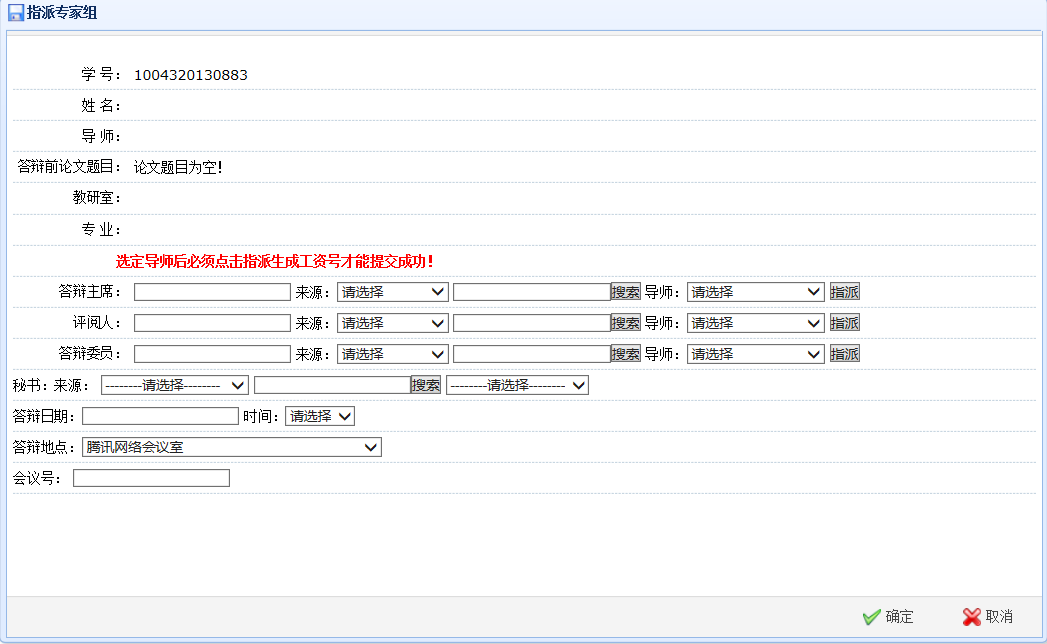 指派专家组
学 号： 1004320130883
姓 名：
导 师：
答辩前论文题目： 论文题目为空！
教研室：
专 业：
选定导师后必须点击指派生成工资号才能提交成功！
答辩主席： 来源： 请选择 搜索 导师： 请选择 指派
评阅人： 来源： 请选择 搜索 导师： 请选择 指派
答辩委员： 来源： 请选择 搜索 导师： 请选择 指派
秘书：来源： --------请选择-------- 搜索 --------请选择--------
答辩日期： 时间： 请选择
答辩地点： 腾讯网络会议室
会议号：
确定 取消